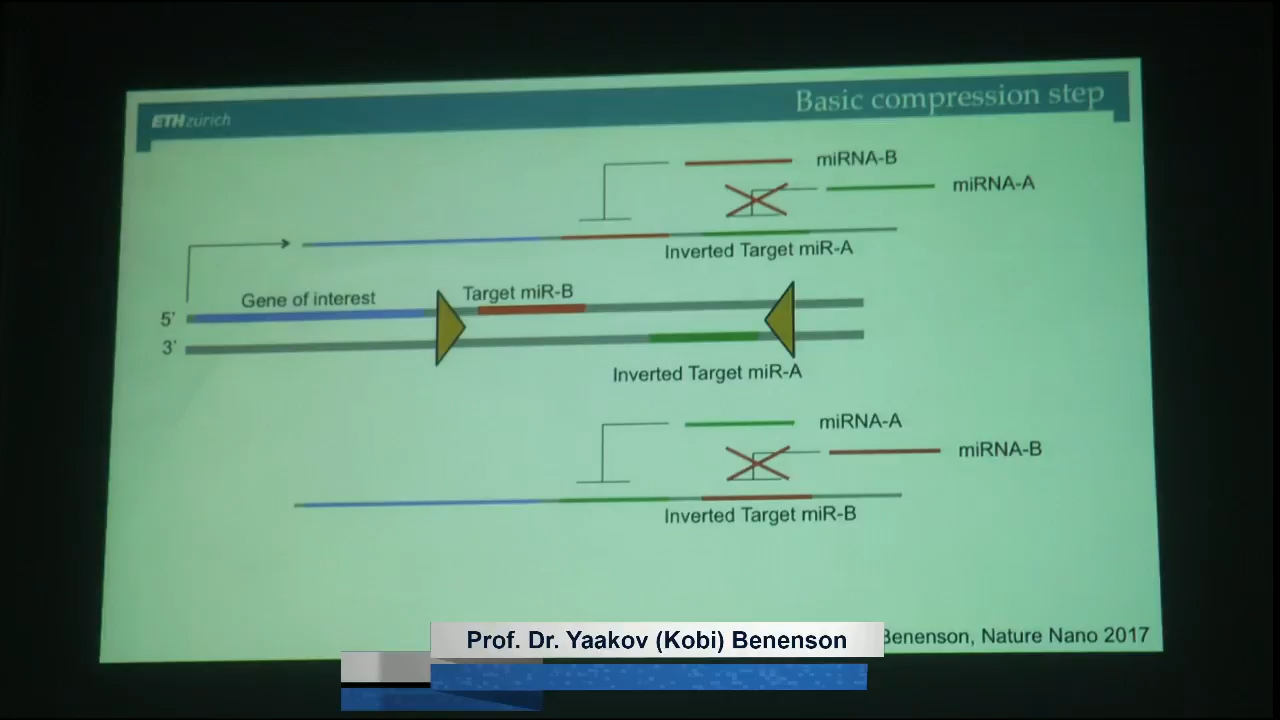 ETH zürich
Basic compression step
miRNA-B
miRNA-A
Inverted Target miR-A
Gene of interest
Target miR-B
5'
3'
Inverted Target miR-A
miRNA-A
miRNA-B
Inverted Target miR-B
Benenson, Nature Nano 2017
Prof. Dr. Yaakov (Kobi) Benenson